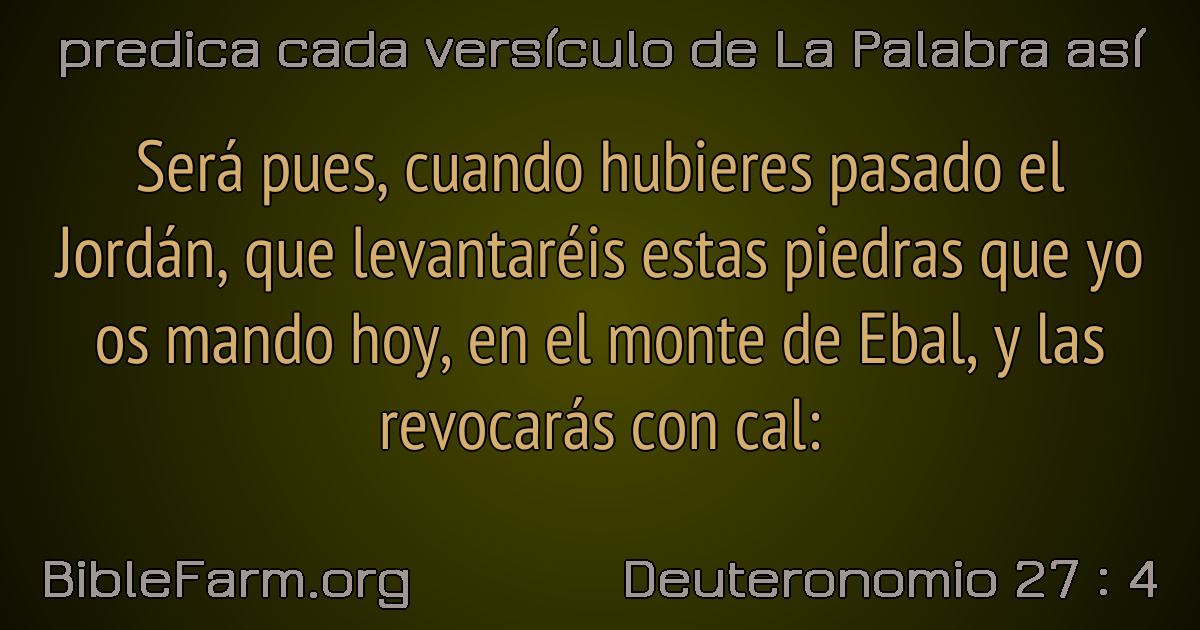 predica cada versículo de La Palabra así
Será pues, cuando hubieres pasado el
Jordán, que levantaréis estas piedras que yo
os mando hoy, en el monte de Ebal, y las
revocarás con cal:
BibleFarm.org
Deuteronomio 27 : 4